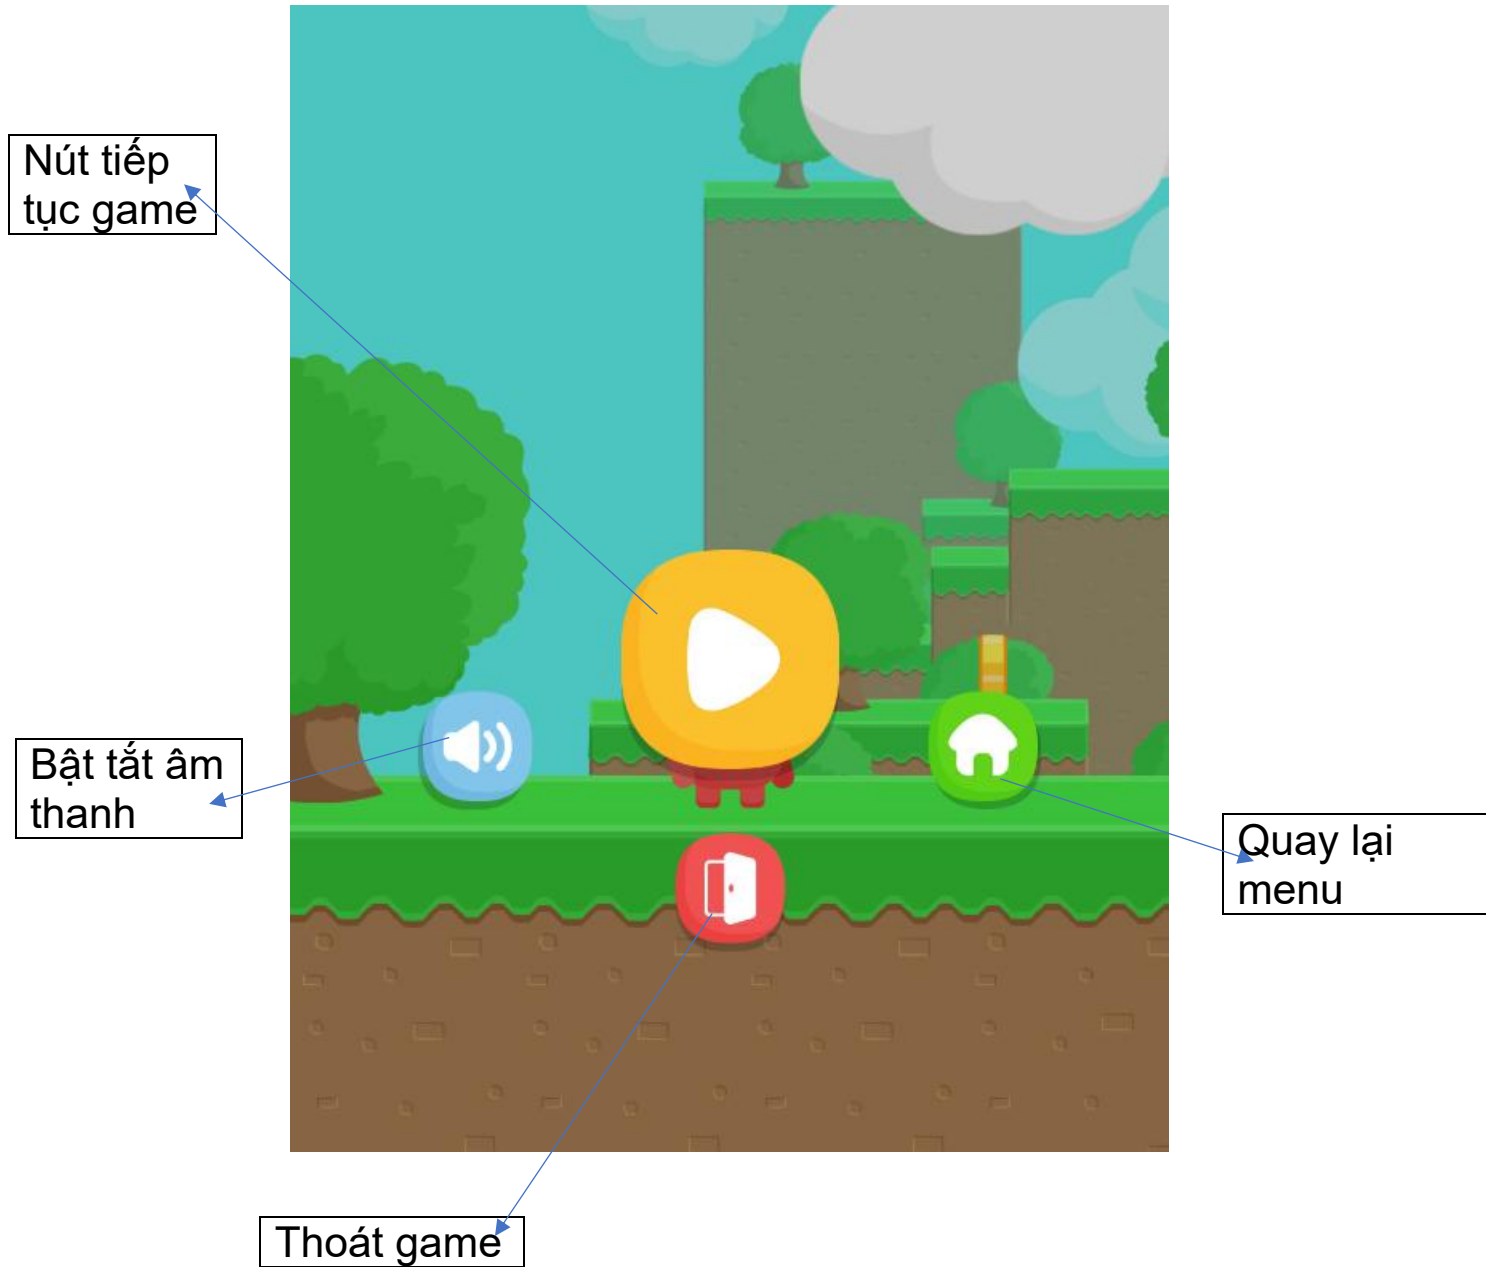 Nút tiếp
tục game
Bật tắt âm
thanh
Quay lại
menu
Thoát game